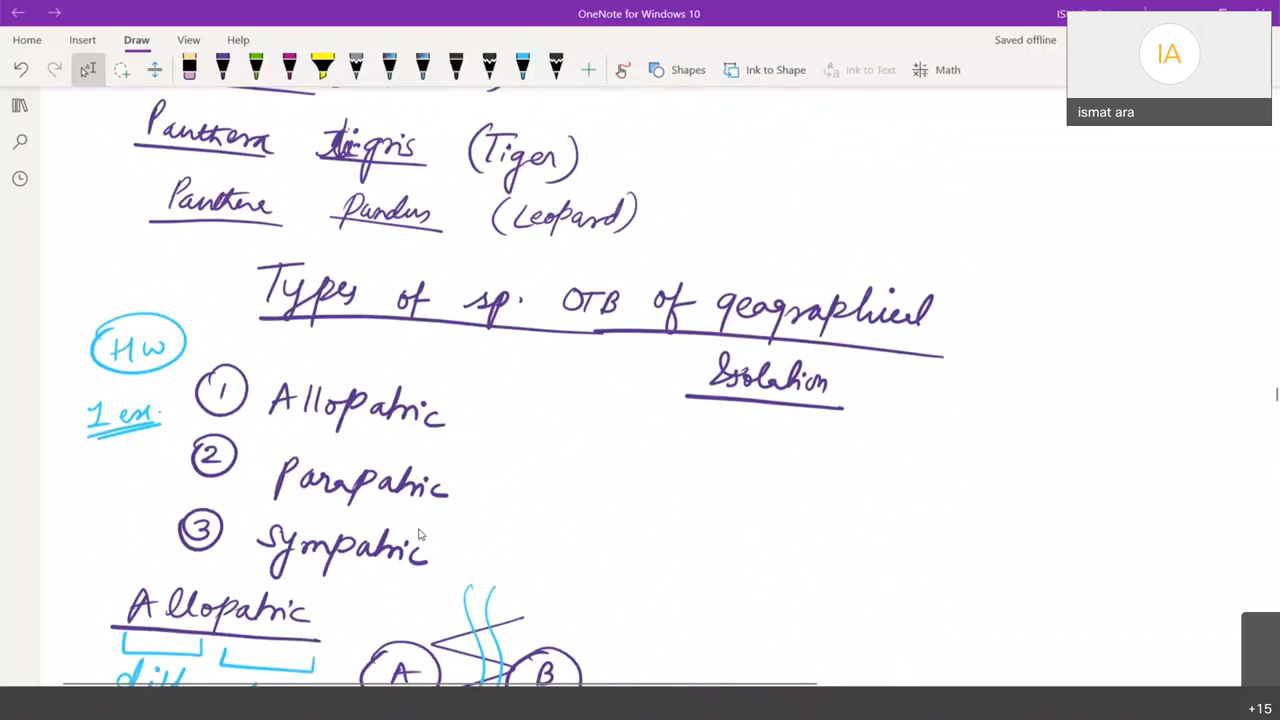 OneNote for Windows 10
Home Insert Draw View Help
Saved offline
Shapes Ink to Shape Ink to Text Math
IA
ismat ara
Panthera tigris (Tiger)
Panthera Pardus (Leopard)
Types of sp. OTB of geographical
Isolation
HW
1 ex.
1 Allopatric
2 Parapatric
3 Sympatric
Allopatric
diff
A B
+15